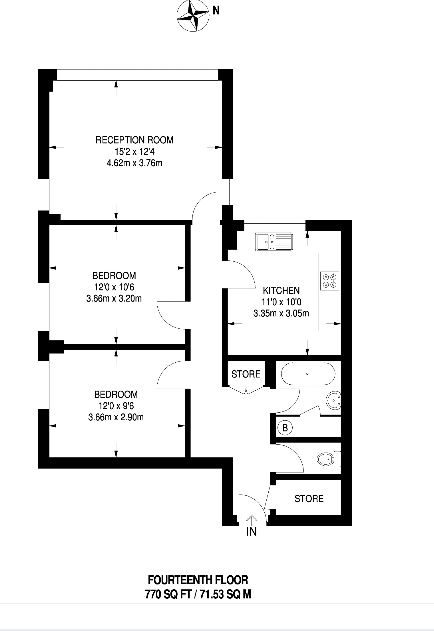 N
RECEPTION ROOM
15'2 x 12'4
4.62m x 3.76m
BEDROOM
12'0 x 10'6
3.66m x 3.20m
KITCHEN
11'0 x 10'0
3.35m x 3.05m
STORE
BEDROOM
12'0 x 9'6
3.66m x 2.90m
B
STORE
IN
FOURTEENTH FLOOR
770 SQ FT / 71.53 SQ M